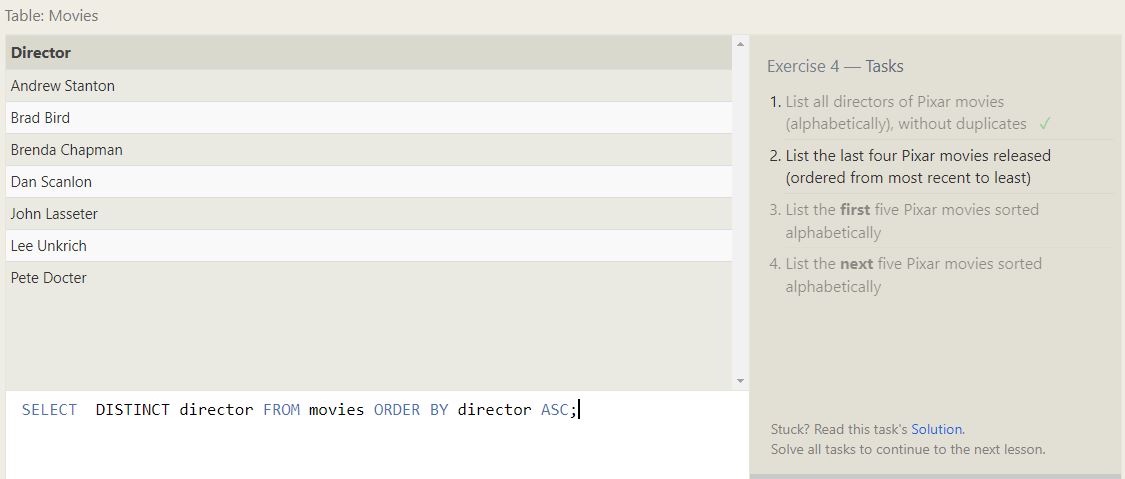 Table: Movies
Director
Andrew Stanton
Brad Bird
Brenda Chapman
Dan Scanlon
John Lasseter
Lee Unkrich
Pete Docter
SELECT  DISTINCT director FROM movies ORDER BY director ASC;
Exercise 4 — Tasks
1. List all directors of Pixar movies
(alphabetically), without duplicates ✓
2. List the last four Pixar movies released
(ordered from most recent to least)
3. List the first five Pixar movies sorted
alphabetically
4. List the next five Pixar movies sorted
alphabetically
Stuck? Read this task's Solution.
Solve all tasks to continue to the next lesson.